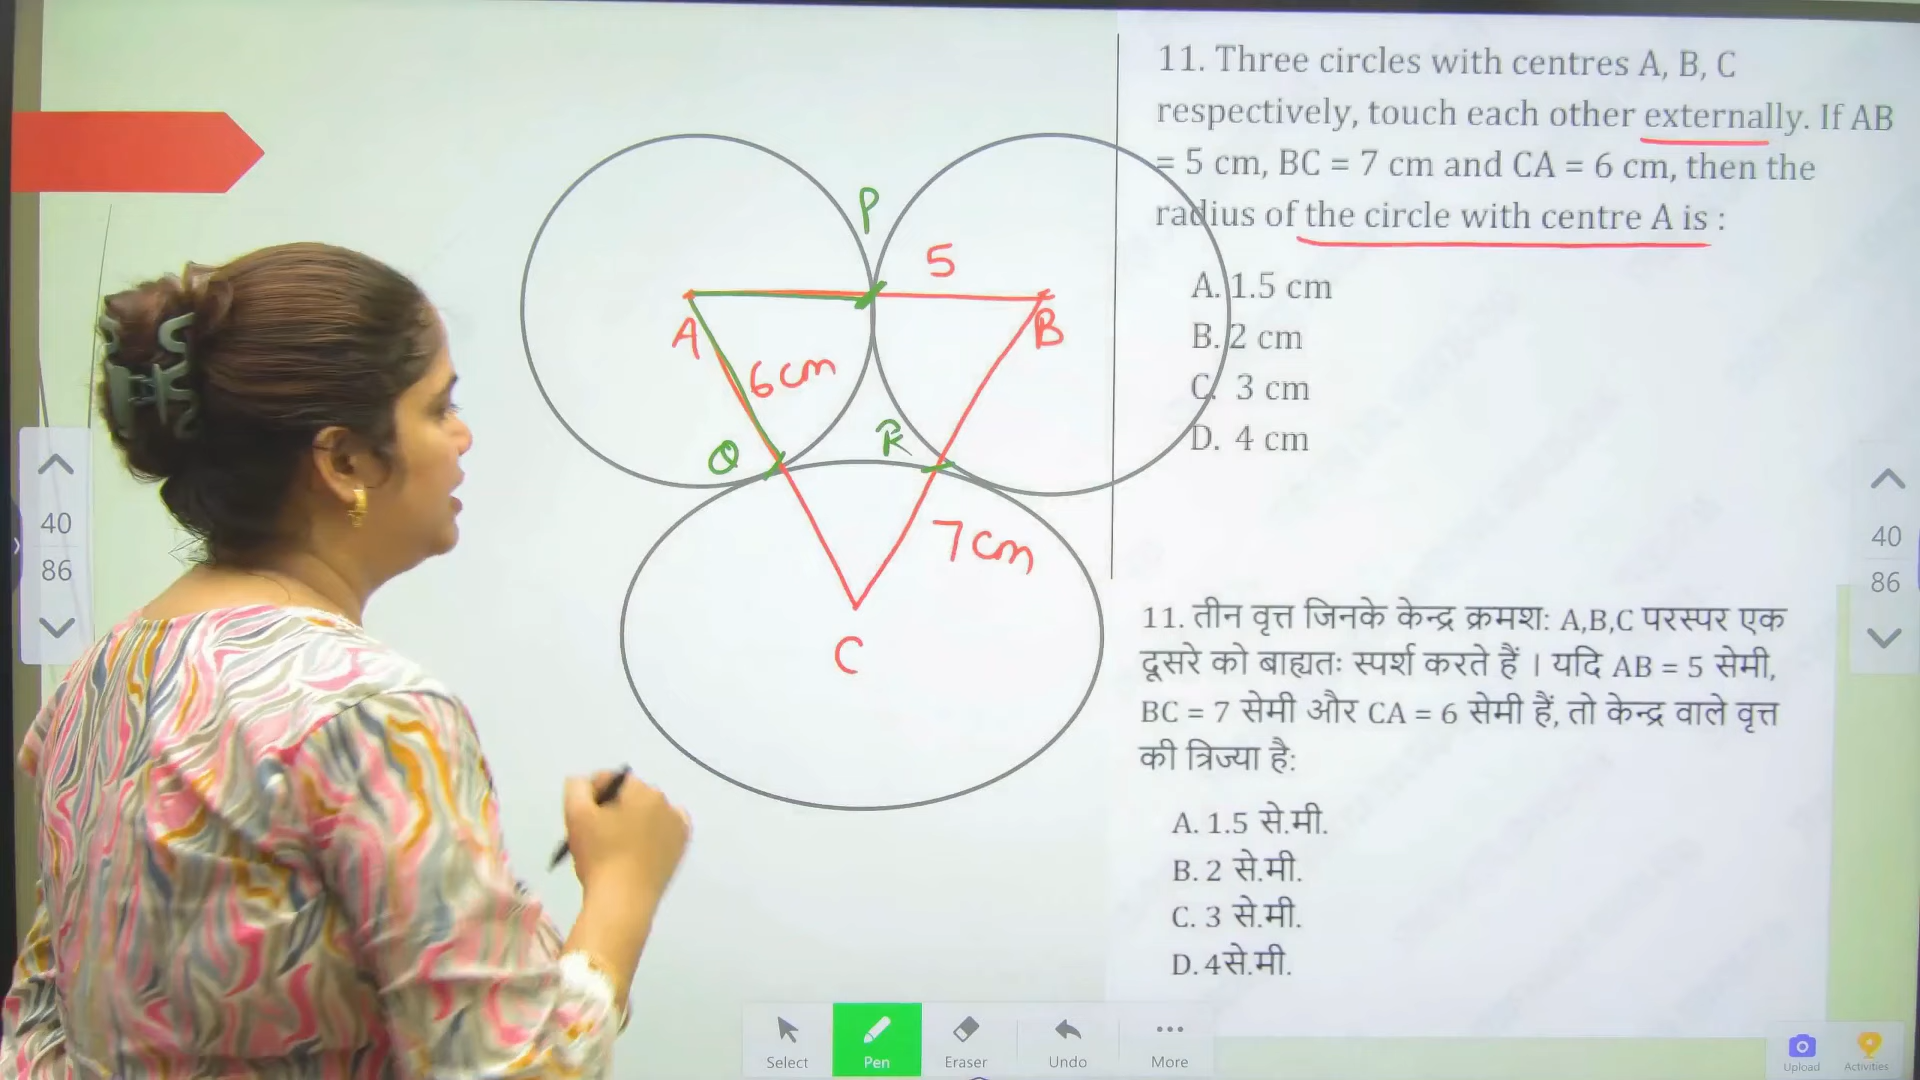 11. Three circles with centres A, B, C
respectively, touch each other externally. If AB
= 5 cm, BC = 7 cm and CA = 6 cm, then the
radius of the circle with centre A is :
A. 1.5 cm
B. 2 cm
C. 3 cm
D. 4 cm
P
5
A
B
6cm
Q
R
7cm
C
11. तीन वृत्त जिनके केन्द्र क्रमश: A,B,C परस्पर एक
दूसरे को बाह्यतः स्पर्श करते हैं । यदि AB = 5 सेमी,
BC = 7 सेमी और CA = 6 सेमी हैं, तो केन्द्र वाले वृत्त
की त्रिज्या है:
A. 1.5 से.मी.
B. 2 से.मी.
C. 3 से.मी.
D. 4से.मी.
40
86
40
86
Select
Pen
Eraser
Undo
More
Upload
Activities